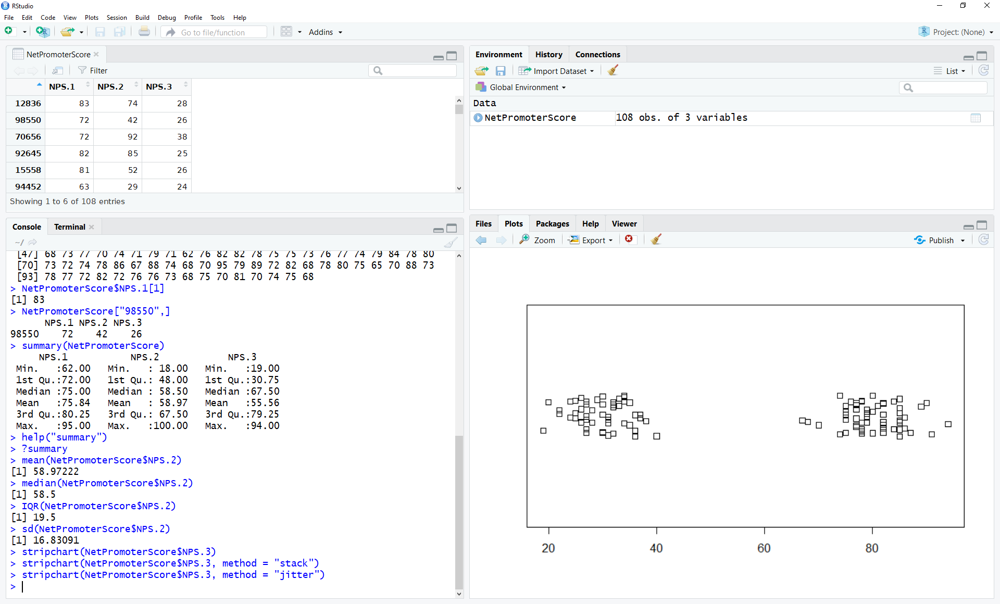 RStudio
File Edit Code View Plots Session Build Debug Profile Tools Help
Go to file/function Addins Project: (None)
NetPromoterScore
Filter
NPS.1 NPS.2 NPS.3
12836 83 74 28
98550 72 42 26
70656 72 92 38
92645 82 85 25
15558 81 52 26
94452 63 29 24
Showing 1 to 6 of 108 entries
Console Terminal
~/
[47] 68 73 77 70 74 71 79 71 62 76 82 82 78 75 75 73 76 77 74 79 84 78 80
[70] 73 72 74 78 86 67 88 74 68 70 95 79 89 72 82 68 78 80 75 65 70 88 73
[93] 78 77 72 82 72 76 76 73 68 75 70 81 70 74 75 68
> NetPromoterScore$NPS.1[1]
[1] 83
> NetPromoterScore["98550",]
NPS.1 NPS.2 NPS.3
98550 72 42 26
> summary(NetPromoterScore)
NPS.1 NPS.2 NPS.3
Min. :62.00 Min. : 18.00 Min. :19.00
1st Qu.:72.00 1st Qu.: 48.00 1st Qu.:30.75
Median :75.00 Median : 58.50 Median :67.50
Mean :75.84 Mean : 58.97 Mean :55.56
3rd Qu.:80.25 3rd Qu.: 67.50 3rd Qu.:79.25
Max. :95.00 Max. :100.00 Max. :94.00
> help("summary")
> ?summary
> mean(NetPromoterScore$NPS.2)
[1] 58.97222
> median(NetPromoterScore$NPS.2)
[1] 58.5
> IQR(NetPromoterScore$NPS.2)
[1] 19.5
> sd(NetPromoterScore$NPS.2)
[1] 16.83091
> stripchart(NetPromoterScore$NPS.3)
> stripchart(NetPromoterScore$NPS.3, method = "stack")
> stripchart(NetPromoterScore$NPS.3, method = "jitter")
>
Environment History Connections
Import Dataset List
Global Environment
Data
NetPromoterScore 108 obs. of 3 variables
Files Plots Packages Help Viewer
Zoom Export Publish
20 40 60 80